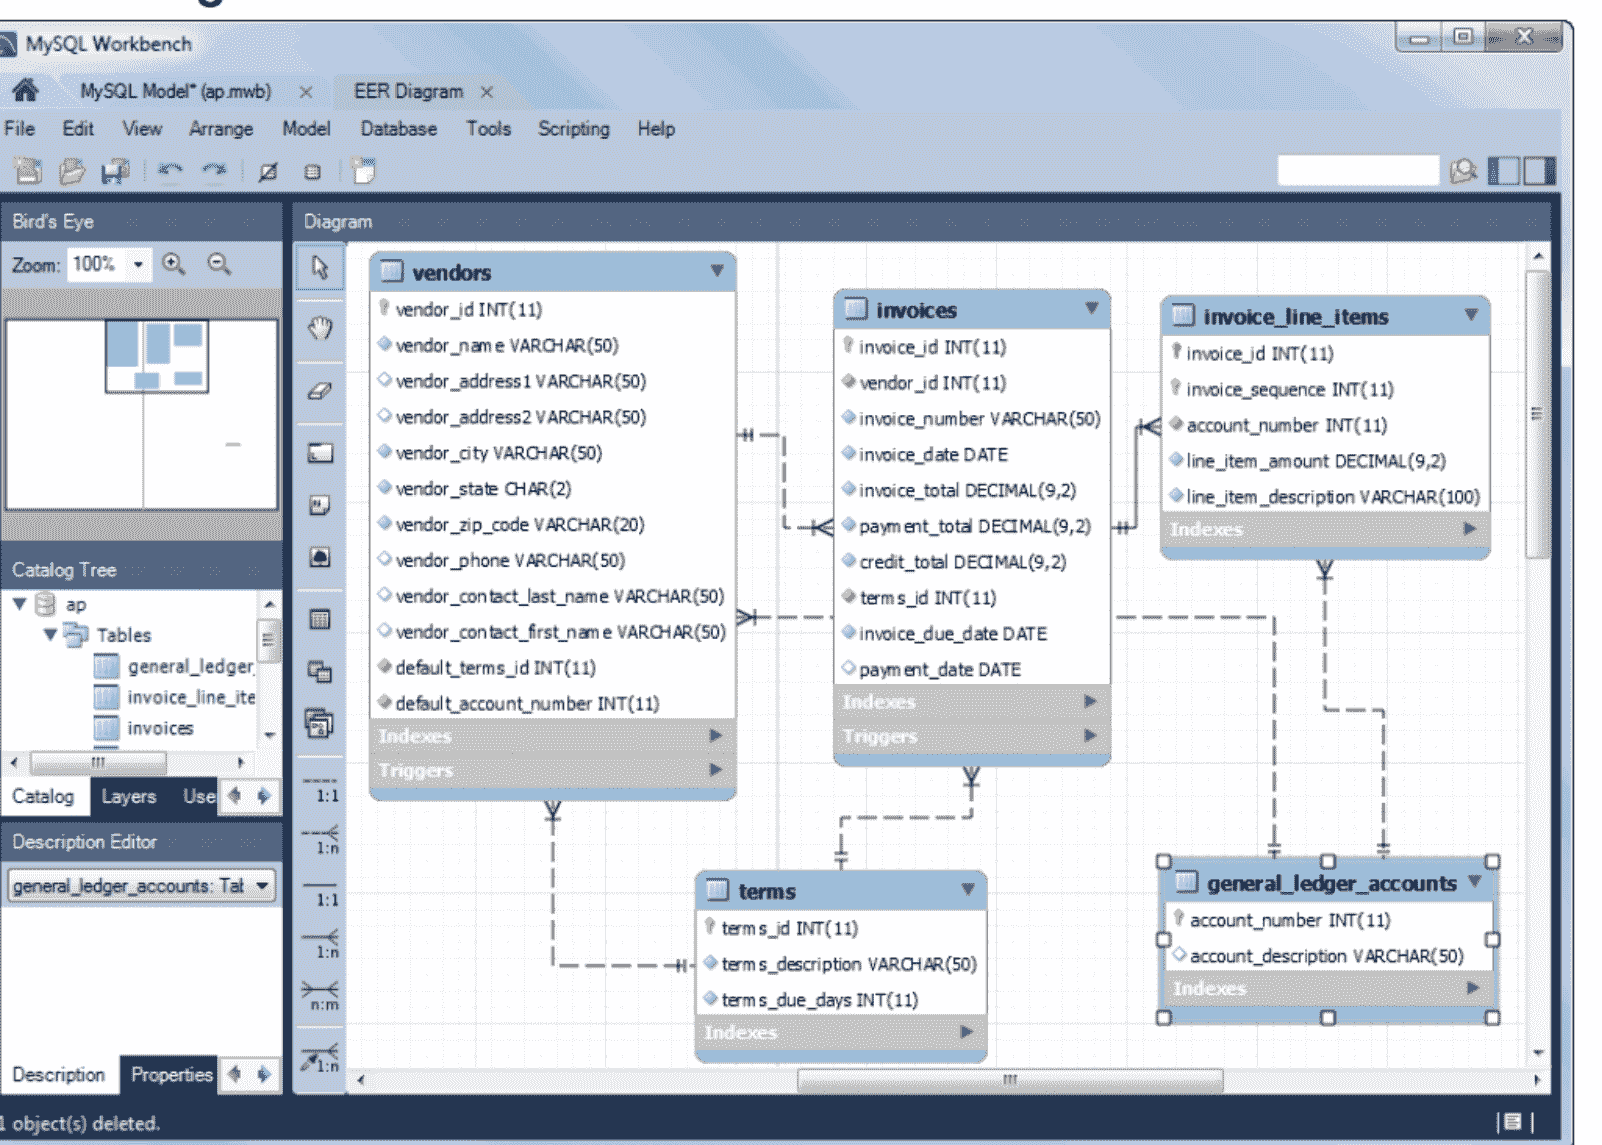 MySQL Workbench
MySQL Model* (ap.mwb)
EER Diagram
File Edit View Arrange Model Database Tools Scripting Help
Bird's Eye
Zoom: 100%
Catalog Tree
ap
Tables
general_ledger_
invoice_line_ite
invoices
Catalog Layers Use
Description Editor
general_ledger_accounts: Tab
Description Properties
1 object(s) deleted.
Diagram
1:1
1:n
1:1
1:n
n:m
1:n
vendors
vendor_id INT(11)
vendor_name VARCHAR(50)
vendor_address1 VARCHAR(50)
vendor_address2 VARCHAR(50)
vendor_city VARCHAR(50)
vendor_state CHAR(2)
vendor_zip_code VARCHAR(20)
vendor_phone VARCHAR(50)
vendor_contact_last_name VARCHAR(50)
vendor_contact_first_name VARCHAR(50)
default_terms_id INT(11)
default_account_number INT(11)
Indexes
Triggers
invoices
invoice_id INT(11)
vendor_id INT(11)
invoice_number VARCHAR(50)
invoice_date DATE
invoice_total DECIMAL(9,2)
payment_total DECIMAL(9,2)
credit_total DECIMAL(9,2)
terms_id INT(11)
invoice_due_date DATE
payment_date DATE
Indexes
Triggers
invoice_line_items
invoice_id INT(11)
invoice_sequence INT(11)
account_number INT(11)
line_item_amount DECIMAL(9,2)
line_item_description VARCHAR(100)
Indexes
terms
terms_id INT(11)
terms_description VARCHAR(50)
terms_due_days INT(11)
Indexes
general_ledger_accounts
account_number INT(11)
account_description VARCHAR(50)
Indexes